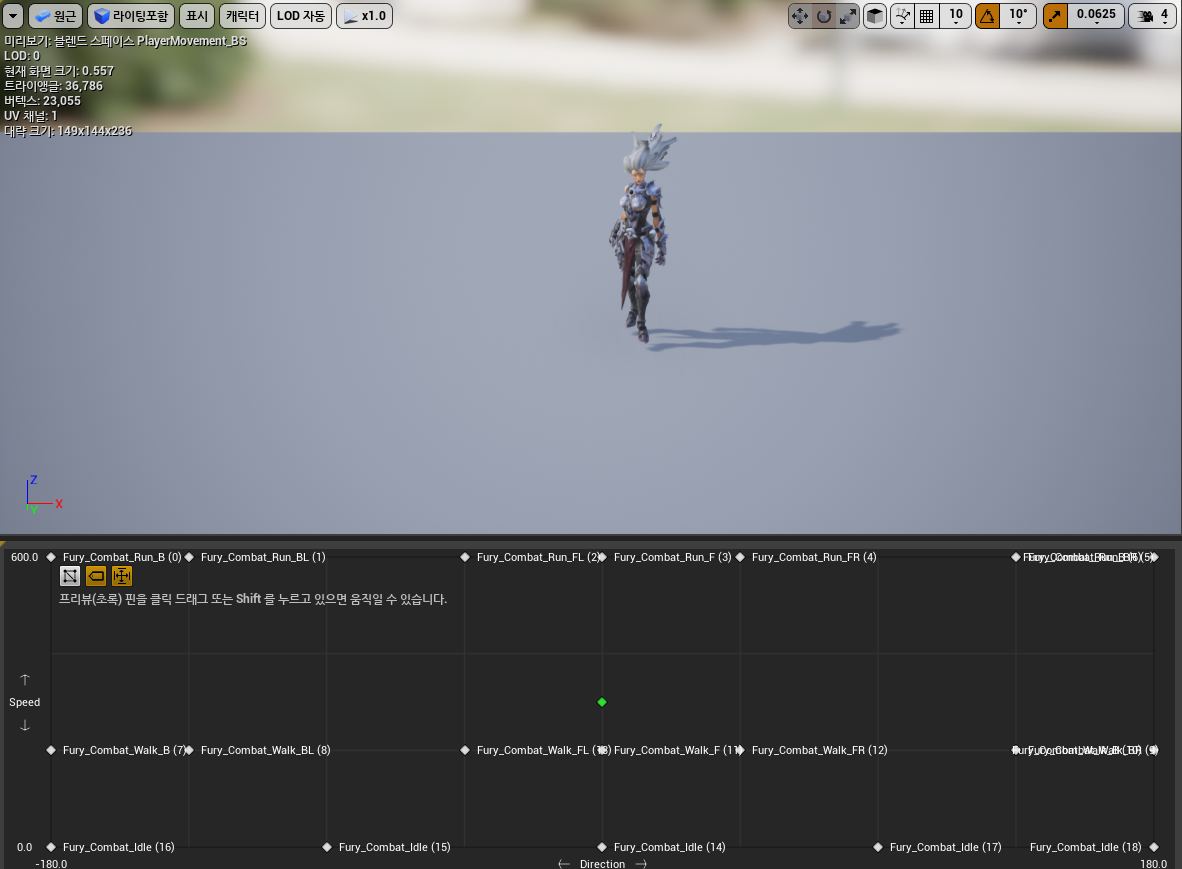 원근 라이팅포함 표시 캐릭터 LOD 자동 x1.0 10 10° 0.0625 4
미리보기: 블렌드 스페이스 PlayerMovement_BS
LOD: 0
현재 화면 크기: 0.557
트라이앵글: 36,786
버텍스: 23,055
UV 채널: 1
대략 크기: 149x144x236
Z
X
Y
600.0 Fury_Combat_Run_B (0) Fury_Combat_Run_BL (1) Fury_Combat_Run_FL (2) Fury_Combat_Run_F (3) Fury_Combat_Run_FR (4)
프리뷰(초록) 핀을 클릭 드래그 또는 Shift 를 누르고 있으면 움직일 수 있습니다.
Speed
Fury_Combat_Walk_B (7) Fury_Combat_Walk_BL (8) Fury_Combat_Walk_FL Fury_Combat_Walk_F (11) Fury_Combat_Walk_FR (12)
0.0 Fury_Combat_Idle (16) Fury_Combat_Idle (15) Fury_Combat_Idle (14) Fury_Combat_Idle (17) Fury_Combat_Idle (18)
-180.0 Direction 180.0